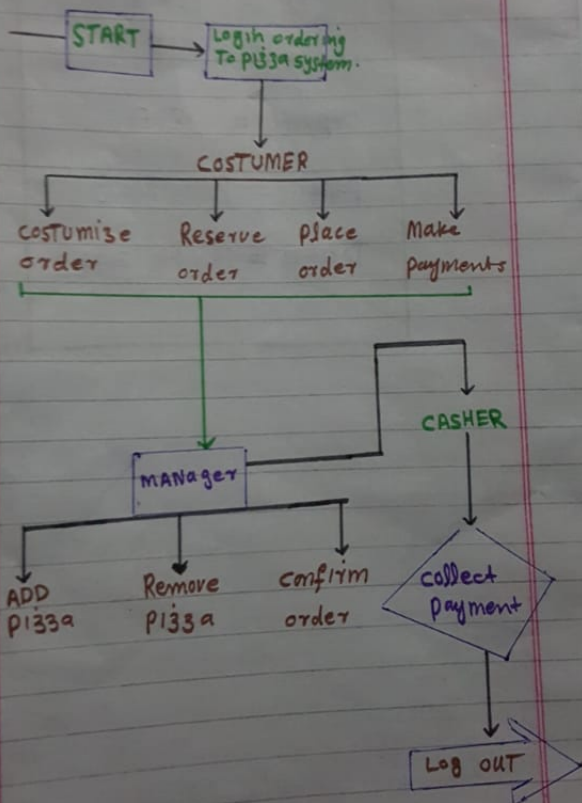 START
Login ordering
To pizza system.
COSTUMER
costumize
order
Reserve
order
place
order
Make
payments
CASHER
MANager
ADD
pizza
Remove
pizza
confirm
order
collect
payment
Log OUT